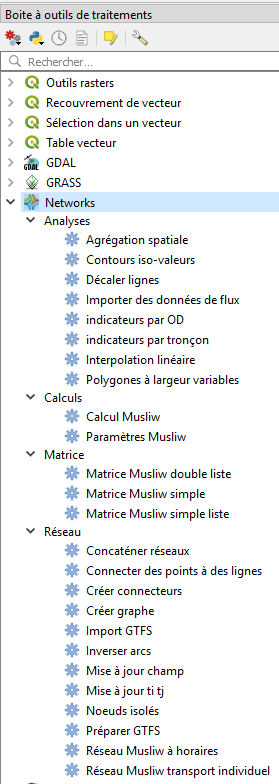 Boite à outils de traitements
Rechercher...
Outils rasters
Recouvrement de vecteur
Sélection dans un vecteur
Table vecteur
GDAL
GRASS
Networks
Analyses
Agrégation spatiale
Contours iso-valeurs
Décaler lignes
Importer des données de flux
indicateurs par OD
indicateurs par tronçon
Interpolation linéaire
Polygones à largeur variables
Calculs
Calcul Musliw
Paramètres Musliw
Matrice
Matrice Musliw double liste
Matrice Musliw simple
Matrice Musliw simple liste
Réseau
Concaténer réseaux
Connecter des points à des lignes
Créer connecteurs
Créer graphe
Import GTFS
Inverser arcs
Mise à jour champ
Mise à jour ti tj
Noeuds isolés
Préparer GTFS
Réseau Musliw à horaires
Réseau Musliw transport individuel